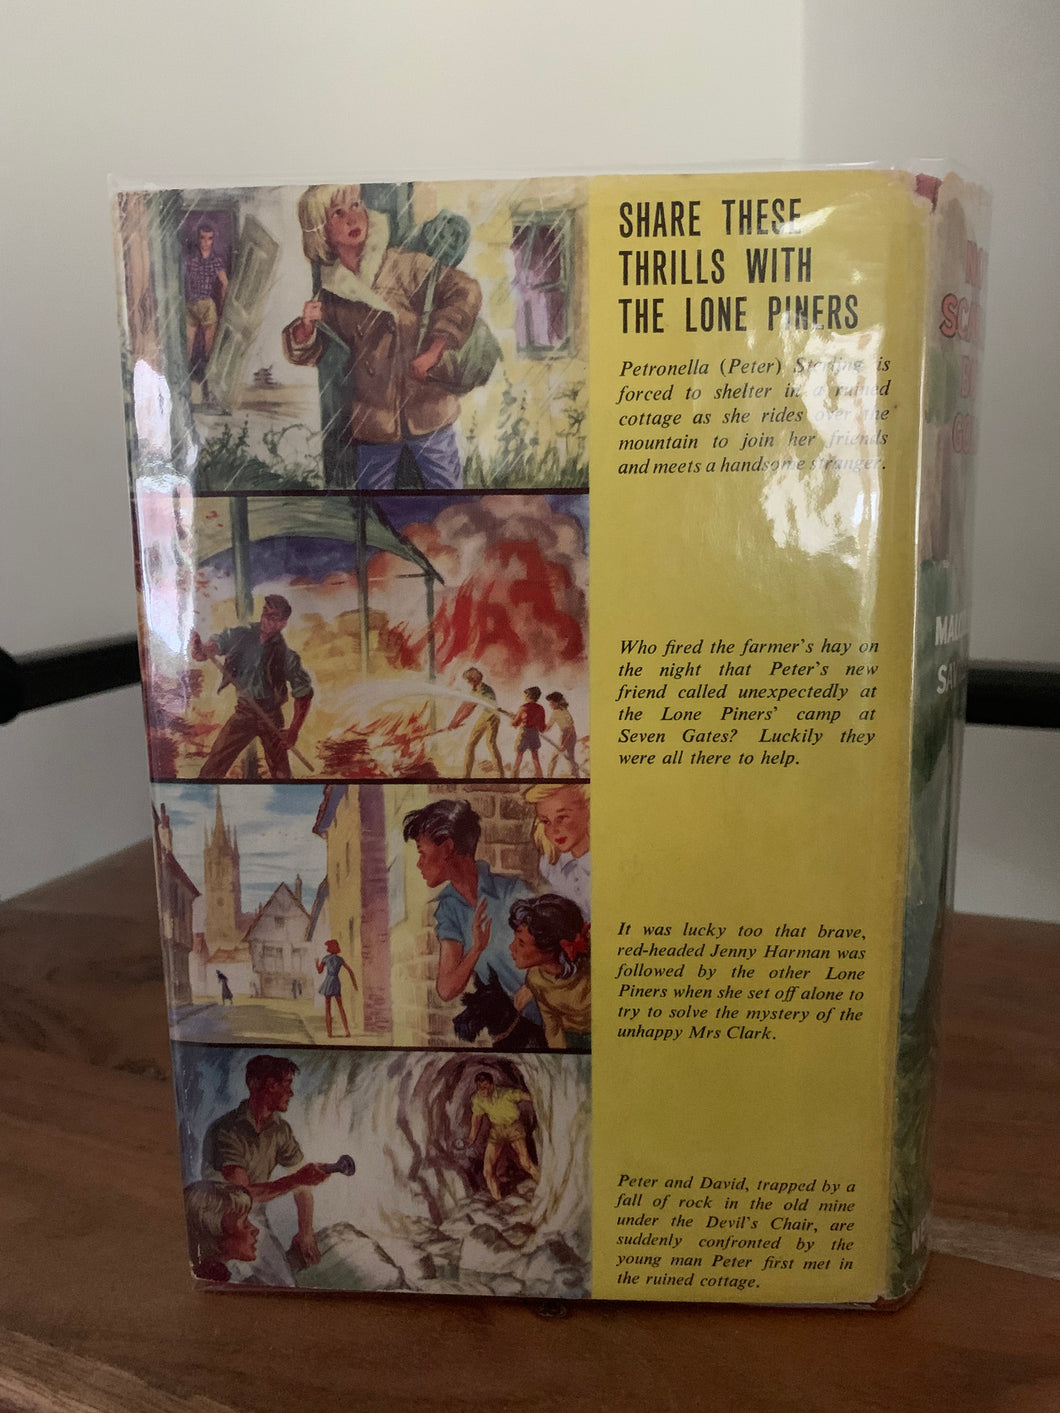 SHARE THESE
THRILLS WITH
THE LONE PINERS
Petronella (Peter) Sterling is
forced to shelter in a ruined
cottage as she rides over the
mountain to join her friends
and meets a handsome stranger.
Who fired the farmer's hay on
the night that Peter's new
friend called unexpectedly at
the Lone Piners' camp at
Seven Gates? Luckily they
were all there to help.
It was lucky too that brave,
red-headed Jenny Harman was
followed by the other Lone
Piners when she set off alone to
try to solve the mystery of the
unhappy Mrs Clark.
Peter and David, trapped by a
fall of rock in the old mine
under the Devil's Chair, are
suddenly confronted by the
young man Peter first met in
the ruined cottage.